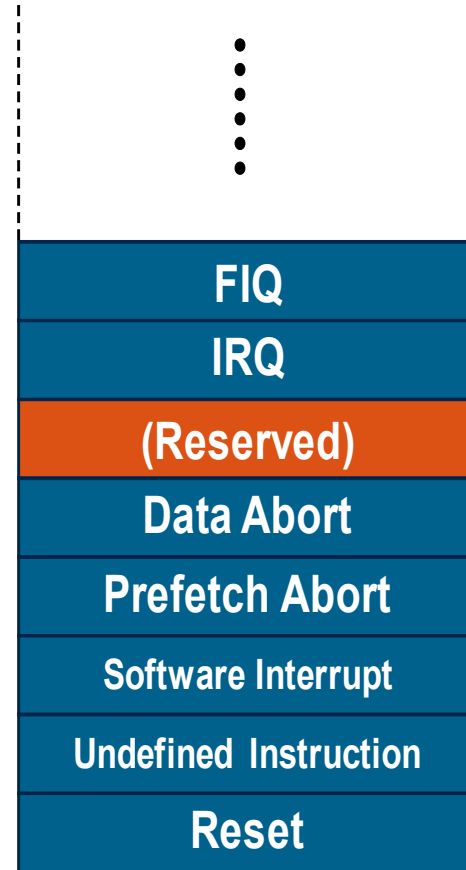 FIQ
IRQ
(Reserved)
Data Abort
Prefetch Abort
Software Interrupt
Undefined Instruction
Reset